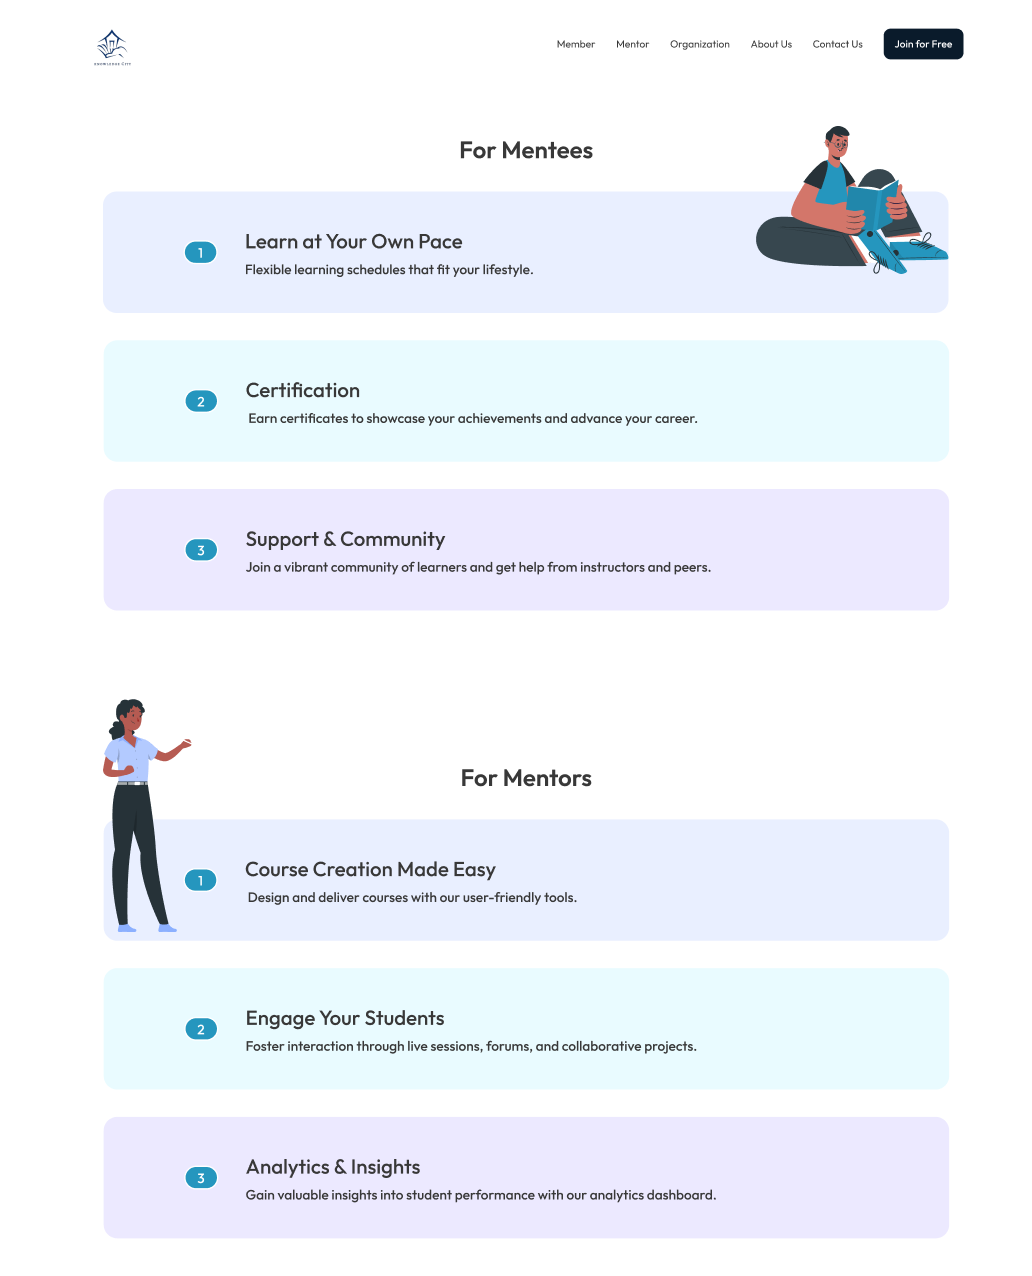 KNOWLEDGE CITY
Member Mentor Organization About Us Contact Us Join for Free
For Mentees
1
Learn at Your Own Pace
Flexible learning schedules that fit your lifestyle.
2
Certification
Earn certificates to showcase your achievements and advance your career.
3
Support & Community
Join a vibrant community of learners and get help from instructors and peers.
For Mentors
1
Course Creation Made Easy
Design and deliver courses with our user-friendly tools.
2
Engage Your Students
Foster interaction through live sessions, forums, and collaborative projects.
3
Analytics & Insights
Gain valuable insights into student performance with our analytics dashboard.